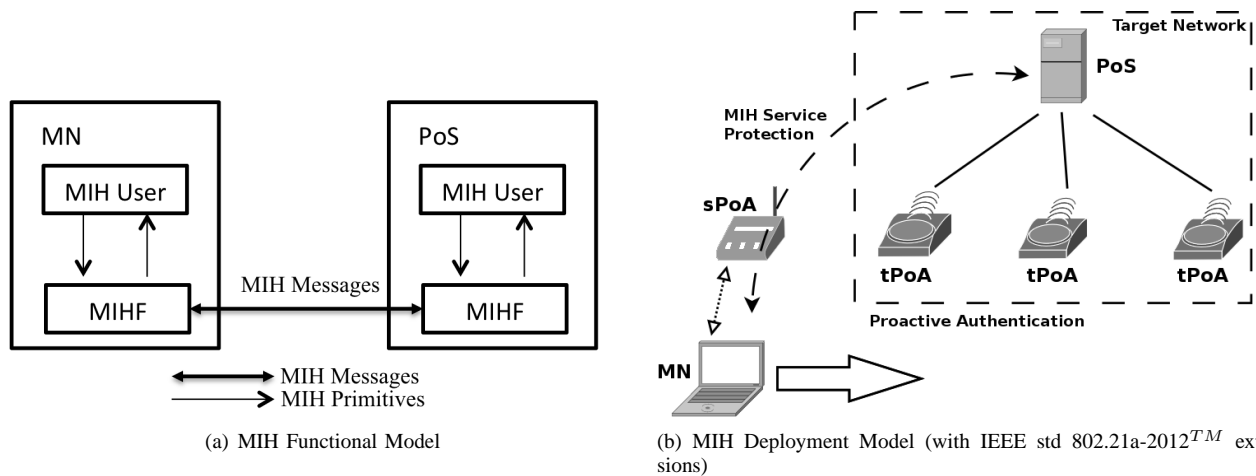 MN
MIH User
MIHF
PoS
MIH User
MIHF
MIH Messages
MIH Messages
MIH Primitives
(a) MIH Functional Model
Target Network
PoS
MIH Service
Protection
sPoA
tPoA
tPoA
tPoA
Proactive Authentication
MN
(b) MIH Deployment Model (with IEEE std 802.21a-2012TM ex
sions)